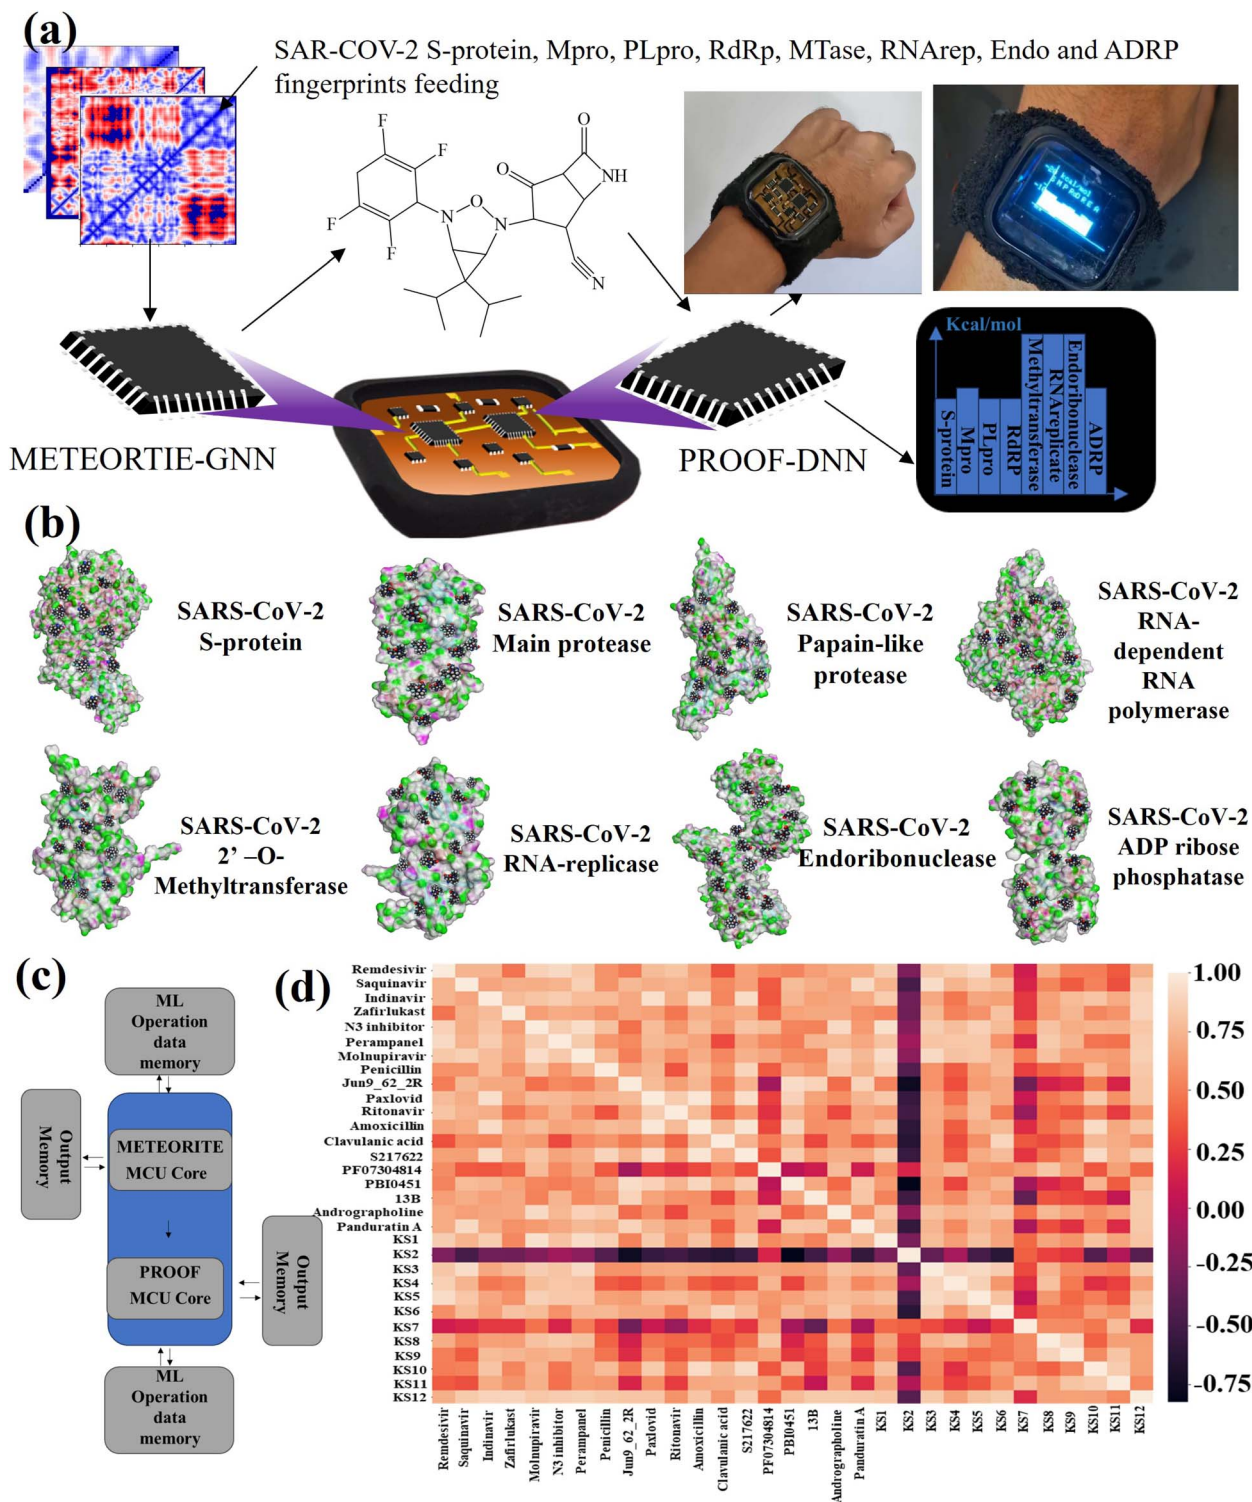 (a)
SAR-COV-2 S-protein, Mpro, PLpro, RdRp, MTase, RNArep, Endo and ADRP
fingerprints feeding
F
F
F
F
N
O
N
O
O
NH
N
METEORTIE-GNN
PROOF-DNN
kcal/mol
Kcal/mol
S-protein
Mpro
PLpro
RdRP
Methyltransferase
RNAreplicate
Endoribonuclease
ADRP
(b)
SARS-CoV-2
S-protein
SARS-CoV-2
Main protease
SARS-CoV-2
Papain-like
protease
SARS-CoV-2
RNA-
dependent
RNA
polymerase
SARS-CoV-2
2’ –O-
Methyltransferase
SARS-CoV-2
RNA-replicase
SARS-CoV-2
Endoribonuclease
SARS-CoV-2
ADP ribose
phosphatase
(c)
ML
Operation
data
memory
Output
Memory
METEORITE
MCU Core
PROOF
MCU Core
Output
Memory
ML
Operation
data
memory
(d)
Remdesivir
Saquinavir
Indinavir
Zafirlukast
N3 inhibitor
Perampanel
Molnupiravir
Penicillin
Jun9_62_2R
Paxlovid
Ritonavir
Amoxicillin
Clavulanic acid
S217622
PF07304814
PBI0451
13B
Andrographoline
Panduratin A
KS1
KS2
KS3
KS4
KS5
KS6
KS7
KS8
KS9
KS10
KS11
KS12
Remdesivir
Saquinavir
Indinavir
Zafirlukast
Molnupiravir
N3 inhibitor
Perampanel
Penicillin
Jun9_62_2R
Paxlovid
Ritonavir
Amoxicillin
Clavulanic acid
S217622
PF07304814
PBI0451
13B
Andrographoline
Panduratin A
KS1
KS2
KS3
KS4
KS5
KS6
KS7
KS8
KS9
KS10
KS11
KS12
1.00
0.75
0.50
0.25
0.00
-0.25
-0.50
-0.75